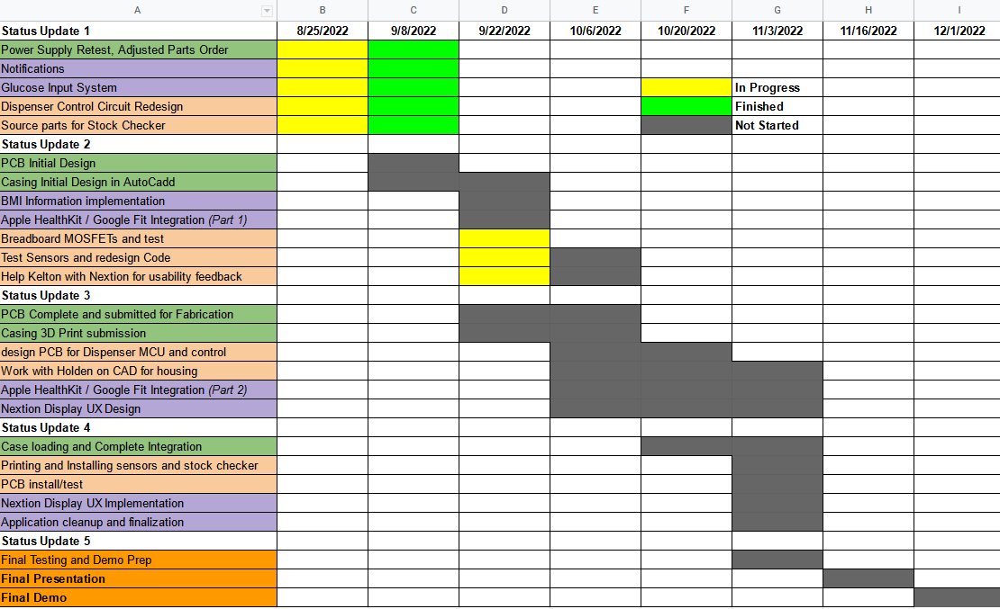 A B C D E F G H I
Status Update 1 8/25/2022 9/8/2022 9/22/2022 10/6/2022 10/20/2022 11/3/2022 11/16/2022 12/1/2022
Power Supply Retest, Adjusted Parts Order
Notifications
Glucose Input System In Progress
Dispenser Control Circuit Redesign Finished
Source parts for Stock Checker Not Started
Status Update 2
PCB Initial Design
Casing Initial Design in AutoCadd
BMI Information implementation
Apple HealthKit / Google Fit Integration (Part 1)
Breadboard MOSFETs and test
Test Sensors and redesign Code
Help Kelton with Nextion for usability feedback
Status Update 3
PCB Complete and submitted for Fabrication
Casing 3D Print submission
design PCB for Dispenser MCU and control
Work with Holden on CAD for housing
Apple HealthKit / Google Fit Integration (Part 2)
Nextion Display UX Design
Status Update 4
Case loading and Complete Integration
Printing and Installing sensors and stock checker
PCB install/test
Nextion Display UX Implementation
Application cleanup and finalization
Status Update 5
Final Testing and Demo Prep
Final Presentation
Final Demo